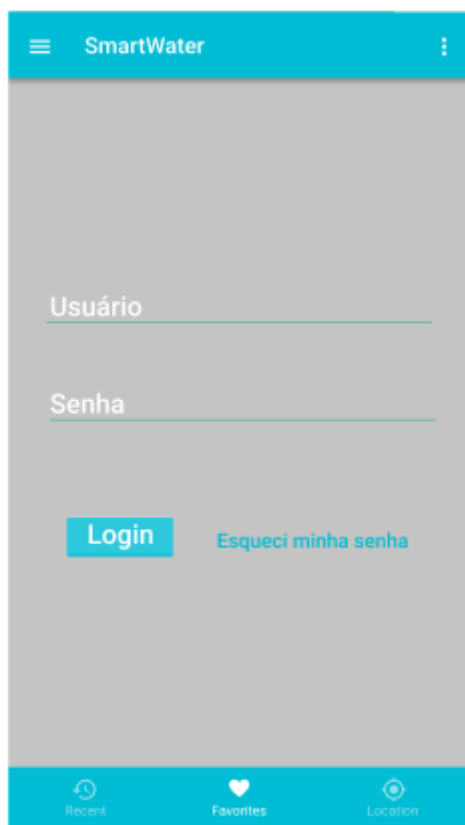 SmartWater
Usuário
Senha
Login
Esqueci minha senha
Recent
Favorites
Location